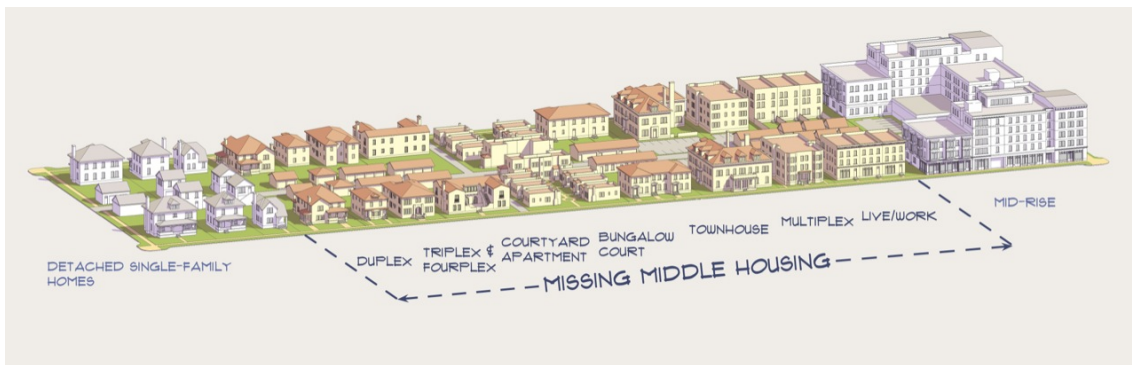 DETACHED SINGLE-FAMILY
HOMES
DUPLEX
TRIPLEX &
FOURPLEX
COURTYARD
APARTMENT
BUNGALOW
COURT
TOWNHOUSE
MULTIPLEX
LIVE/WORK
MID-RISE
MISSING MIDDLE HOUSING